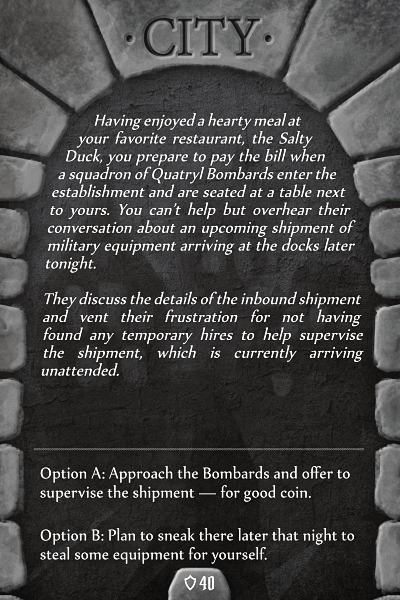 · CITY ·
Having enjoyed a hearty meal at
your favorite restaurant, the Salty
Duck, you prepare to pay the bill when
a squadron of Quatryl Bombards enter the
establishment and are seated at a table next
to yours. You can't help but overhear their
conversation about an upcoming shipment of
military equipment arriving at the docks later
tonight.
They discuss the details of the inbound shipment
and vent their frustration for not having
found any temporary hires to help supervise
the shipment, which is currently arriving
unattended.
Option A: Approach the Bombards and offer to
supervise the shipment — for good coin.
Option B: Plan to sneak there later that night to
steal some equipment for yourself.
40